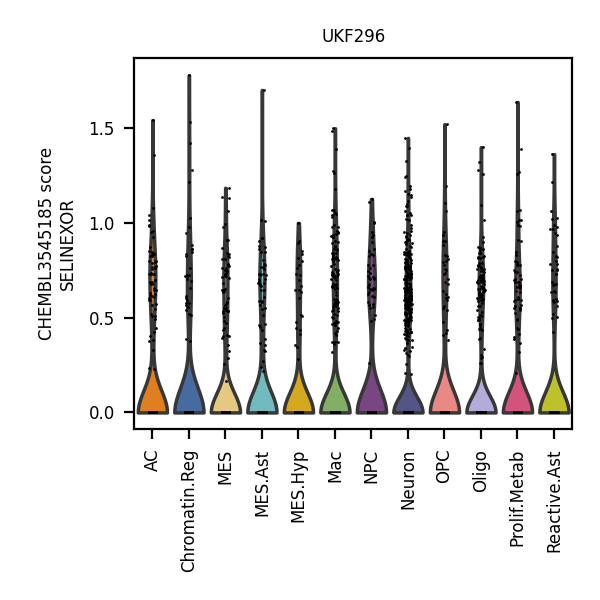 UKF296
CHEMBL3545185 score
SELINEXOR
1.5
1.0
0.5
0.0
AC
Chromatin.Reg
MES
MES.Ast
MES.Hyp
Mac
NPC
Neuron
OPC
Oligo
Prolif.Metab
Reactive.Ast